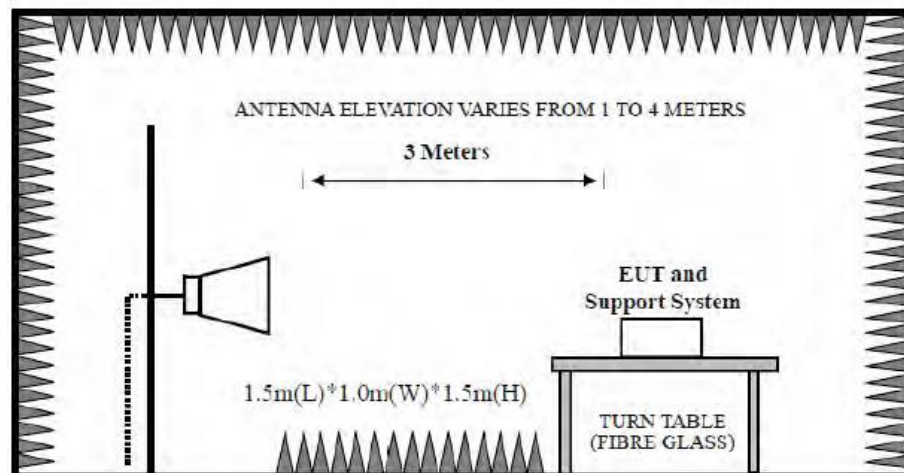 ANTENNA ELEVATION VARIES FROM 1 TO 4 METERS
3 Meters
EUT and
Support System
1.5m(L)*1.0m(W)*1.5m(H)
TURN TABLE
(FIBRE GLASS)